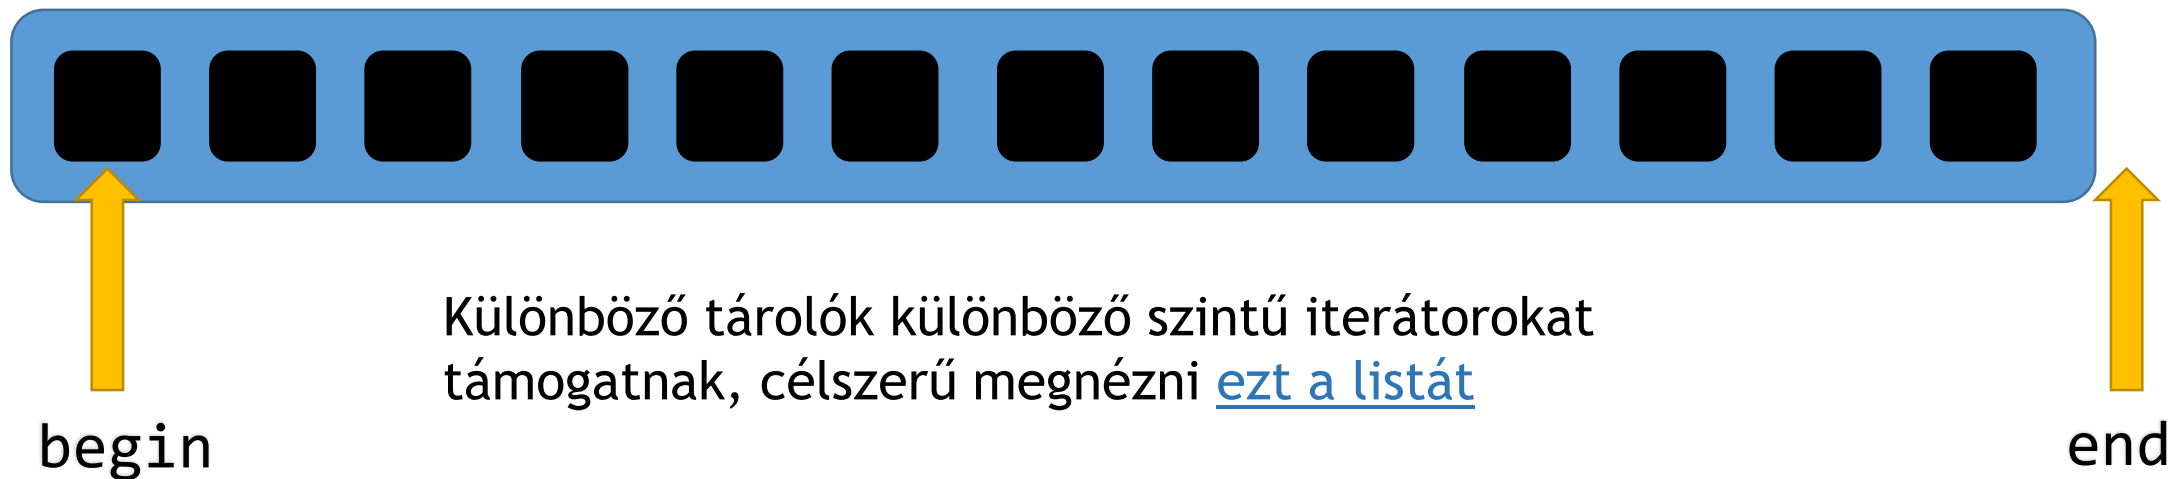 Különböző tárolók különböző szintű iterátorokat
támogatnak, célszerű megnézni ezt a listát
begin
end